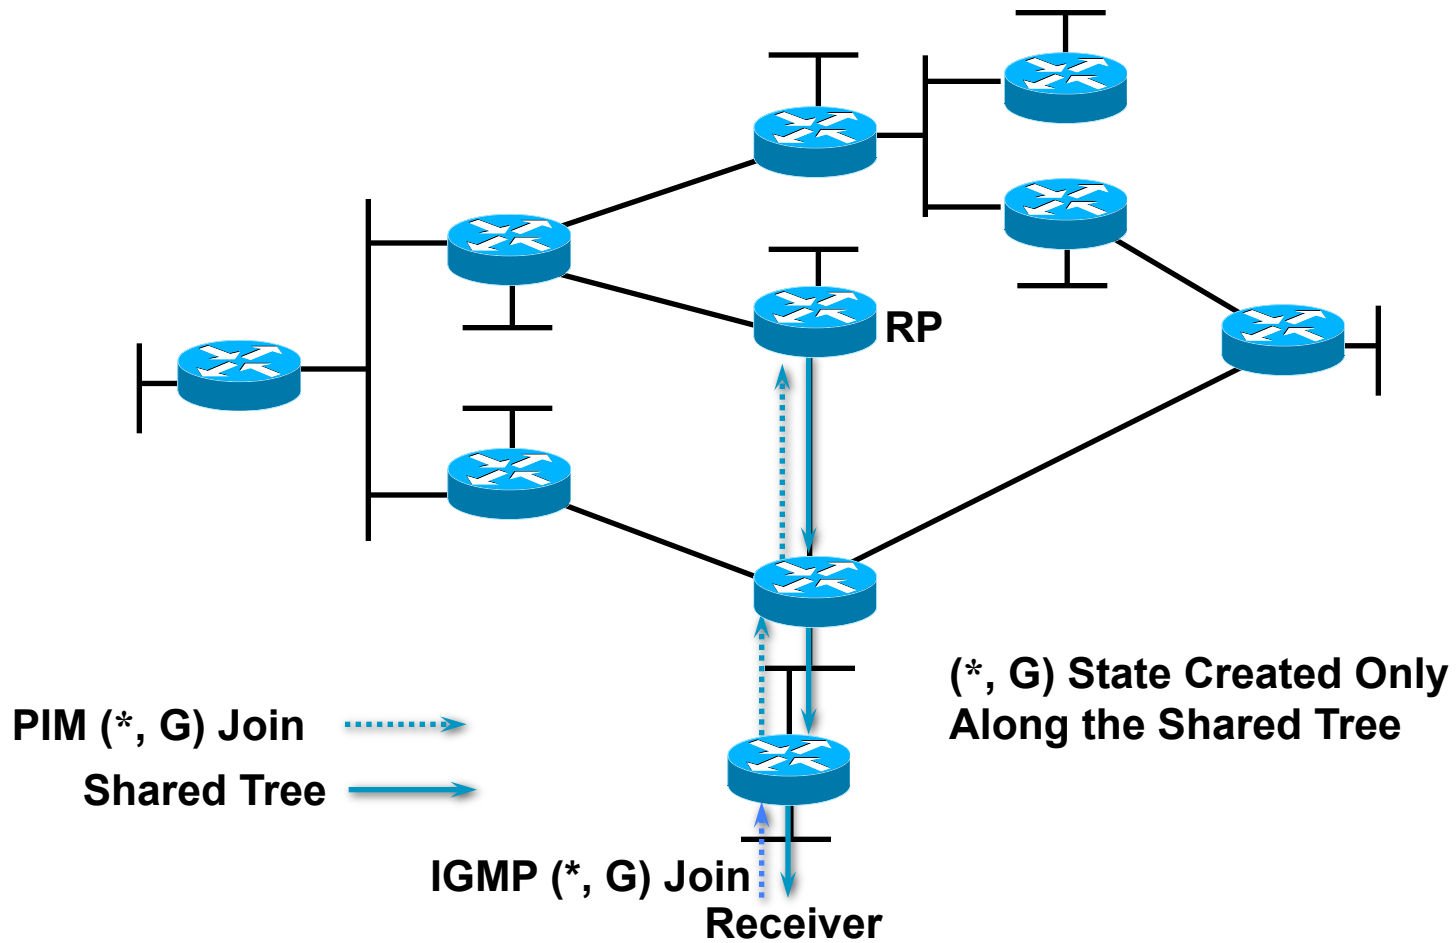 RP
(*, G) State Created Only
Along the Shared Tree
PIM (*, G) Join
Shared Tree
IGMP (*, G) Join
Receiver